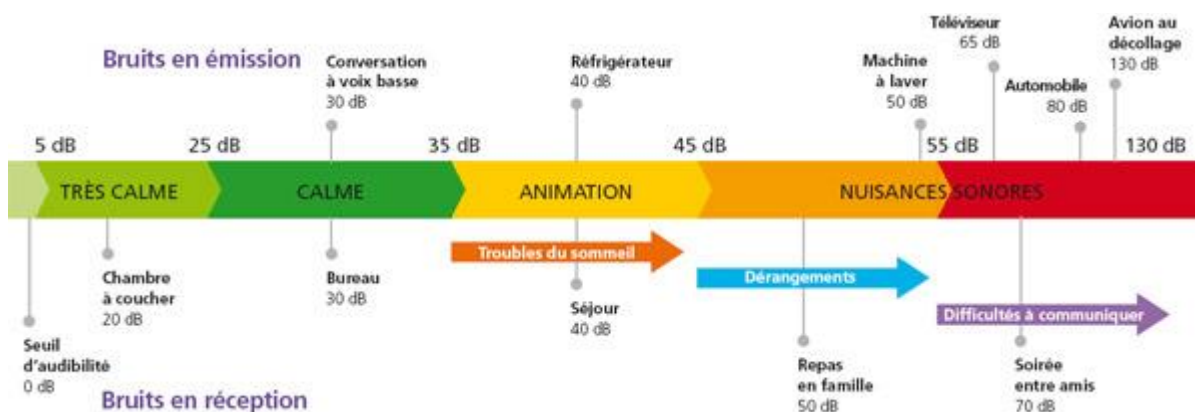 Bruits en émission
Conversation
à voix basse
30 dB
Réfrigérateur
40 dB
Machine
à laver
50 dB
Téléviseur
65 dB
Automobile
80 dB
Avion au
décollage
130 dB
5 dB
25 dB
35 dB
45 dB
55 dB
130 dB
TRÈS CALME
CALME
ANIMATION
NUISANCES SONORES
Troubles du sommeil
Dérangements
Difficultés à communiquer
Seuil
d'audibilité
0 dB
Chambre
à coucher
20 dB
Bureau
30 dB
Séjour
40 dB
Repas
en famille
50 dB
Soirée
entre amis
70 dB
Bruits en réception